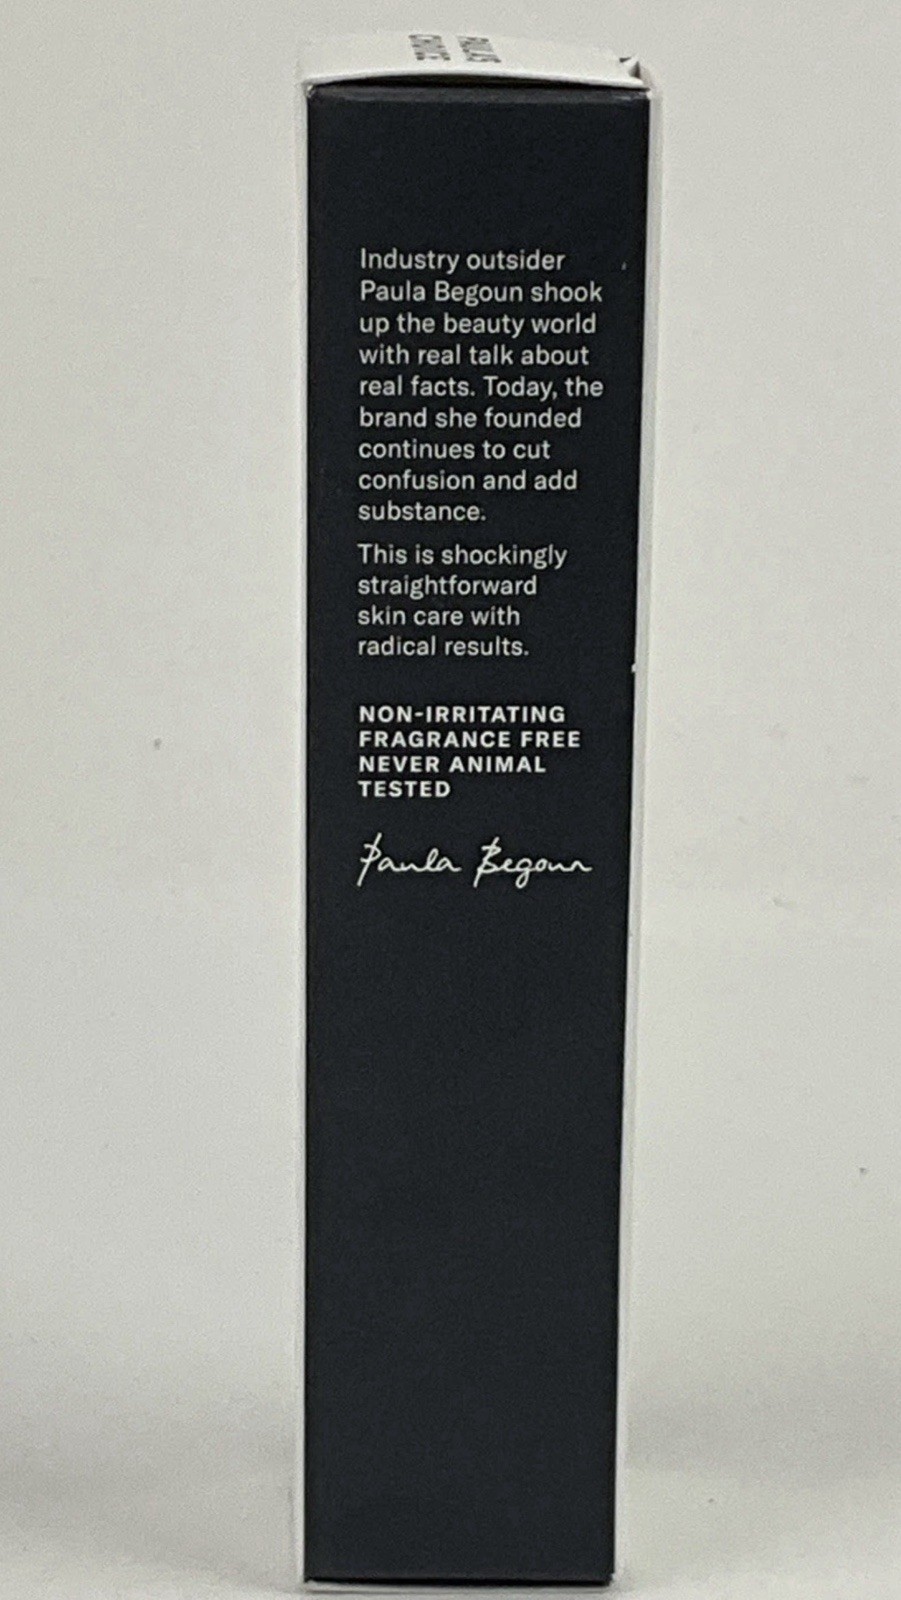 PAULA'S
CHOICE
Industry outsider
Paula Begoun shook
up the beauty world
with real talk about
real facts. Today, the
brand she founded
continues to cut
confusion and add
substance.
This is shockingly
straightforward
skin care with
radical results.
NON-IRRITATING
FRAGRANCE FREE
NEVER ANIMAL
TESTED
Paula Begoun